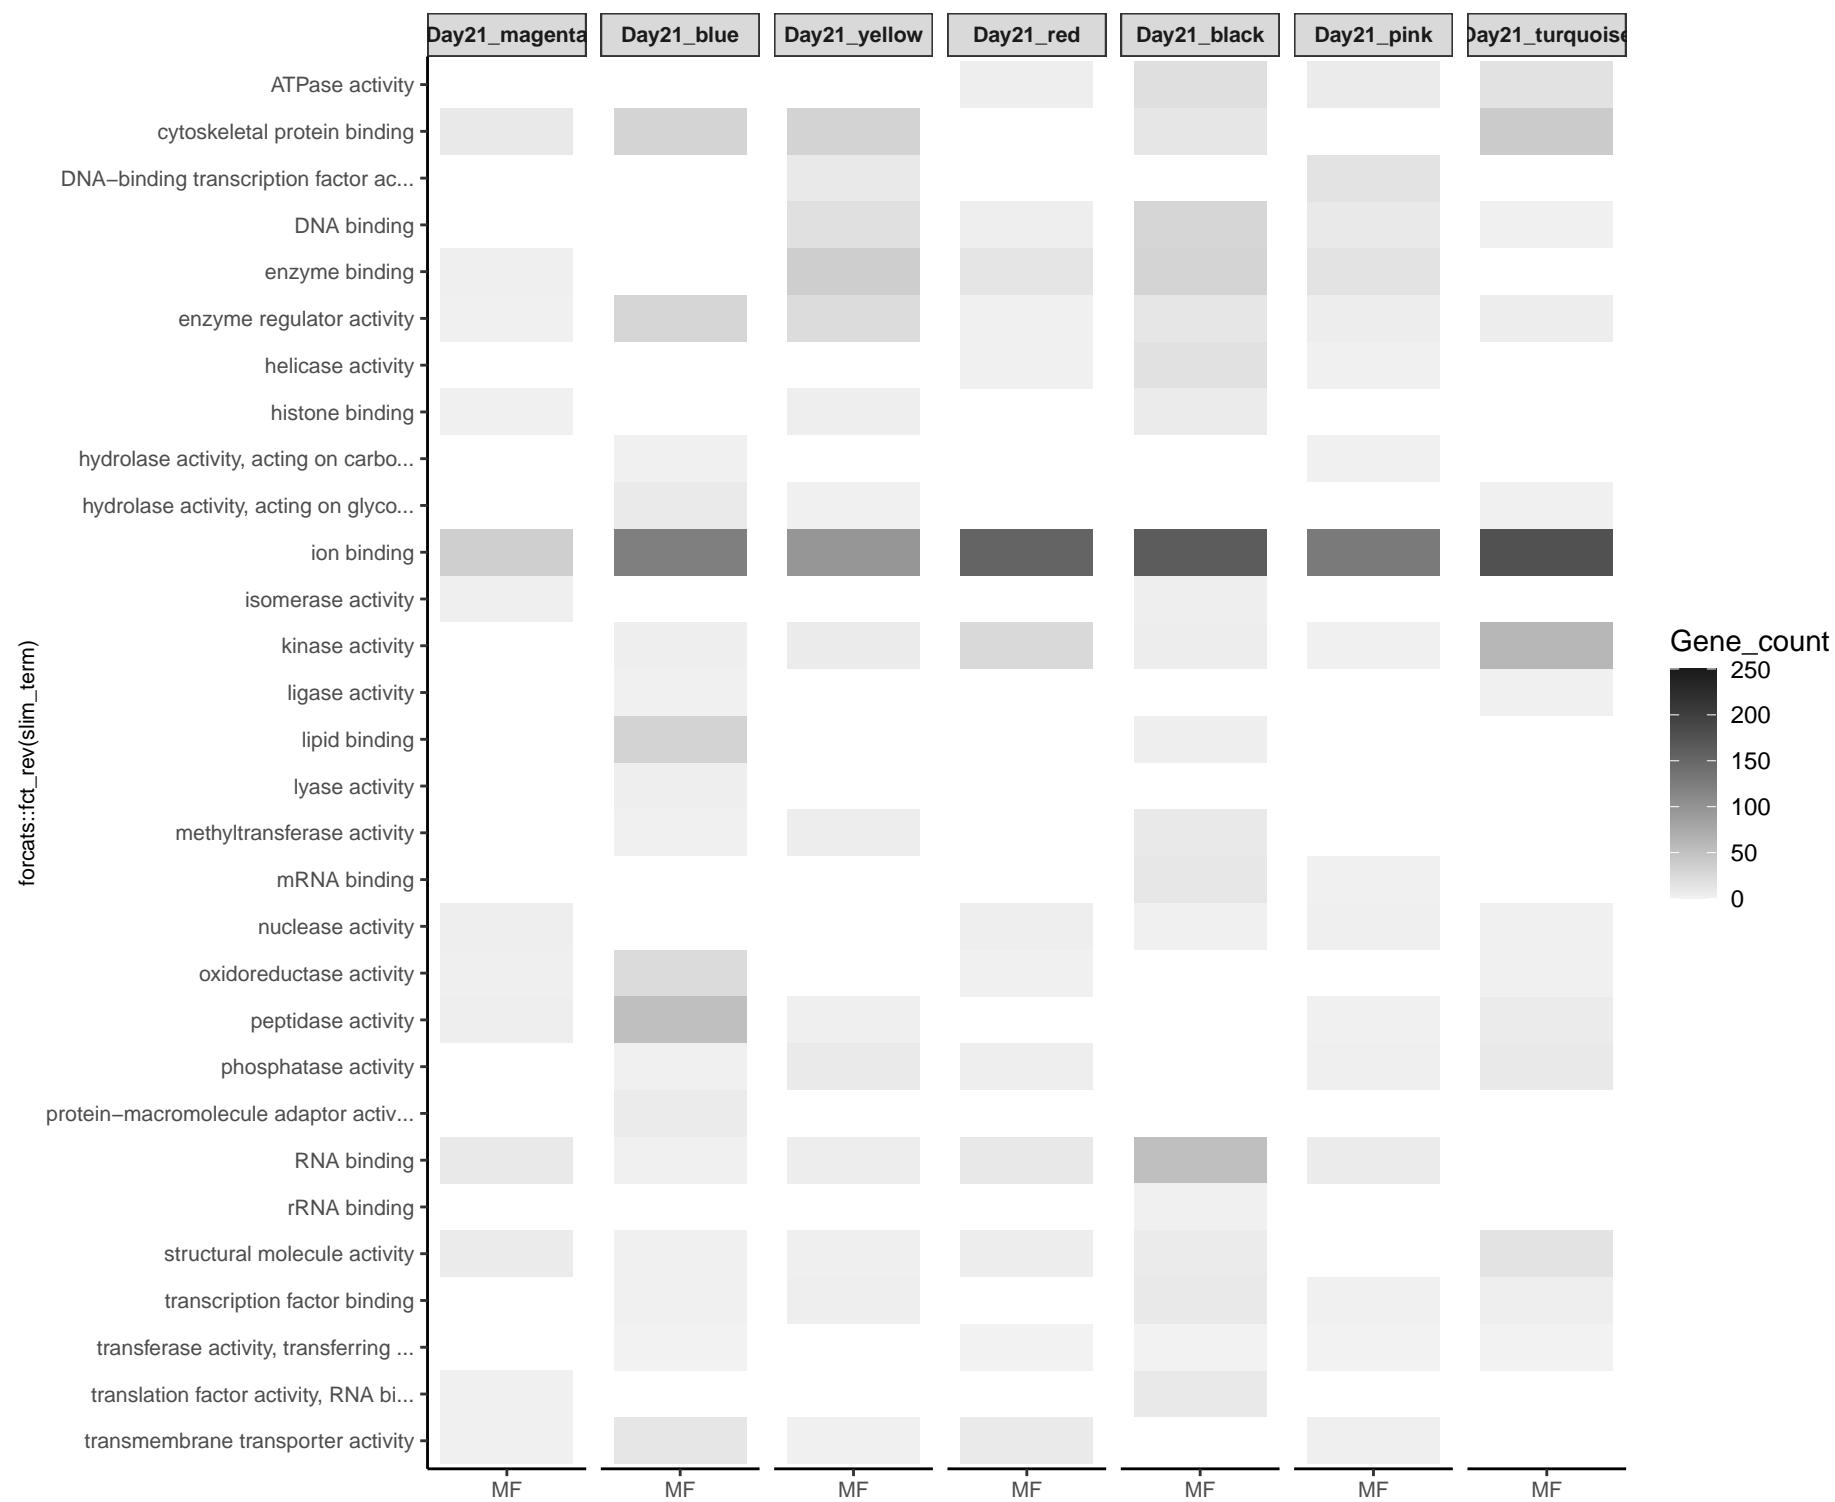 Day21_magenta
Day21_blue
Day21_yellow
Day21_red
Day21_black
Day21_pink
Day21_turquoise
ATPase activity
cytoskeletal protein binding
DNA−binding transcription factor ac...
DNA binding
enzyme binding
enzyme regulator activity
helicase activity
histone binding
hydrolase activity, acting on carbo...
hydrolase activity, acting on glyco...
ion binding
isomerase activity
kinase activity
ligase activity
lipid binding
lyase activity
methyltransferase activity
mRNA binding
nuclease activity
oxidoreductase activity
peptidase activity
phosphatase activity
protein−macromolecule adaptor activ...
RNA binding
rRNA binding
structural molecule activity
transcription factor binding
transferase activity, transferring ...
translation factor activity, RNA bi...
transmembrane transporter activity
forcats::fct_rev(slim_term)
MF
MF
MF
MF
MF
MF
MF
Gene_count
250
200
150
100
50
0